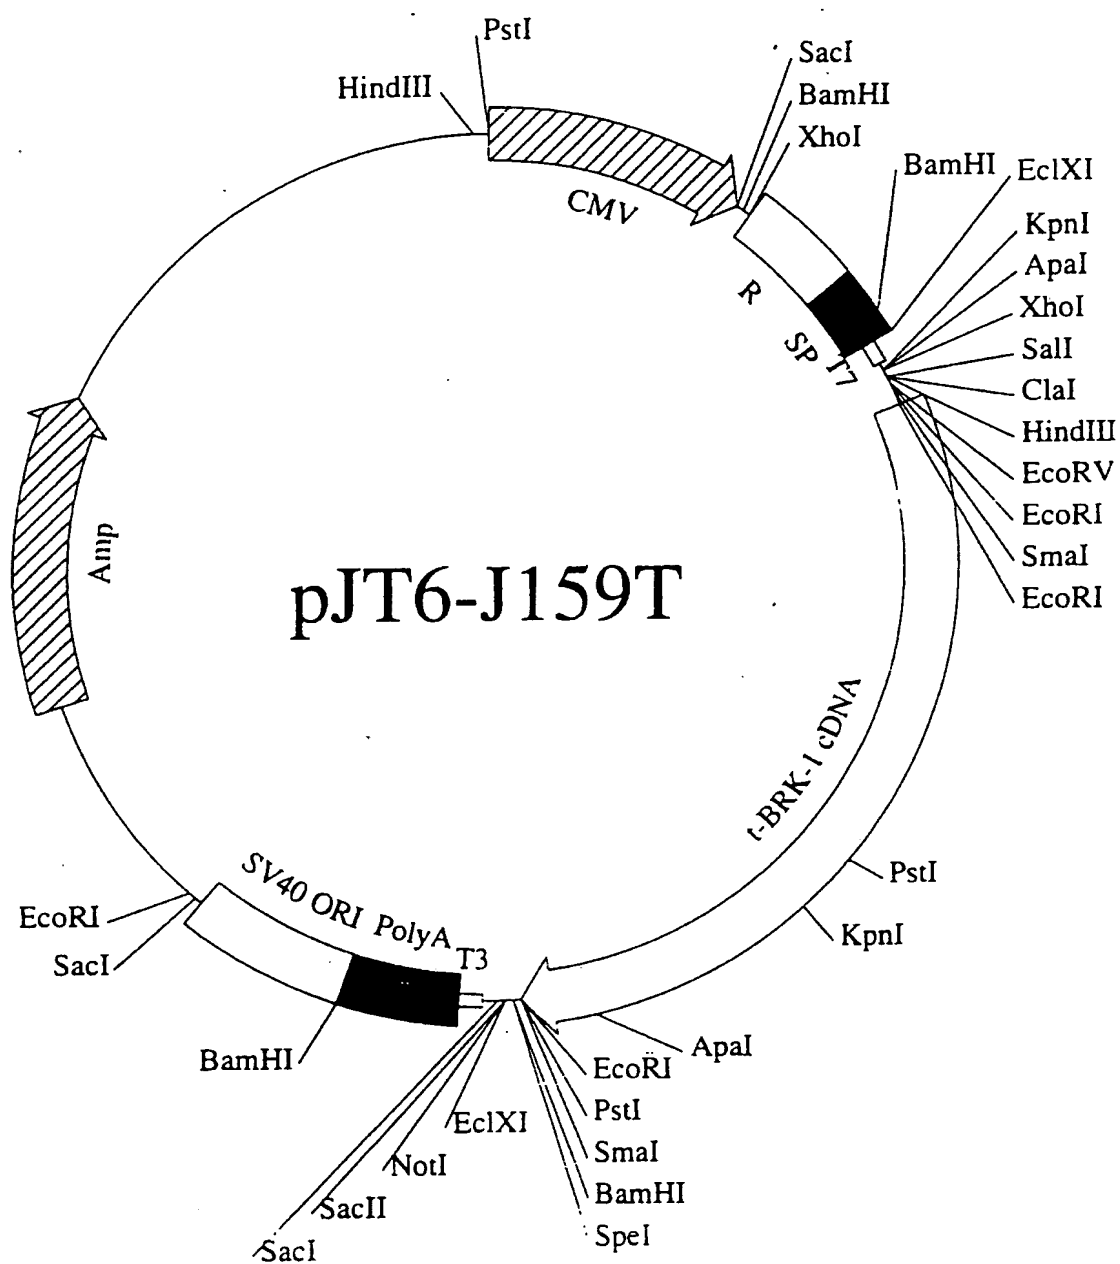 PstI
HindIII
SacI
BamHI
XhoI
BamHI
EclXI
KpnI
ApaI
XhoI
SalI
ClaI
HindIII
EcoRV
EcoRI
SmaI
EcoRI
CMV
R
SP
T7
Amp
pJT6-J159T
t-BRK-1 cDNA
PstI
KpnI
ApaI
SV40 ORI PolyA
T3
EcoRI
SacI
BamHI
EcoRI
PstI
SmaI
BamHI
SpeI
EclXI
NotI
SacII
SacI